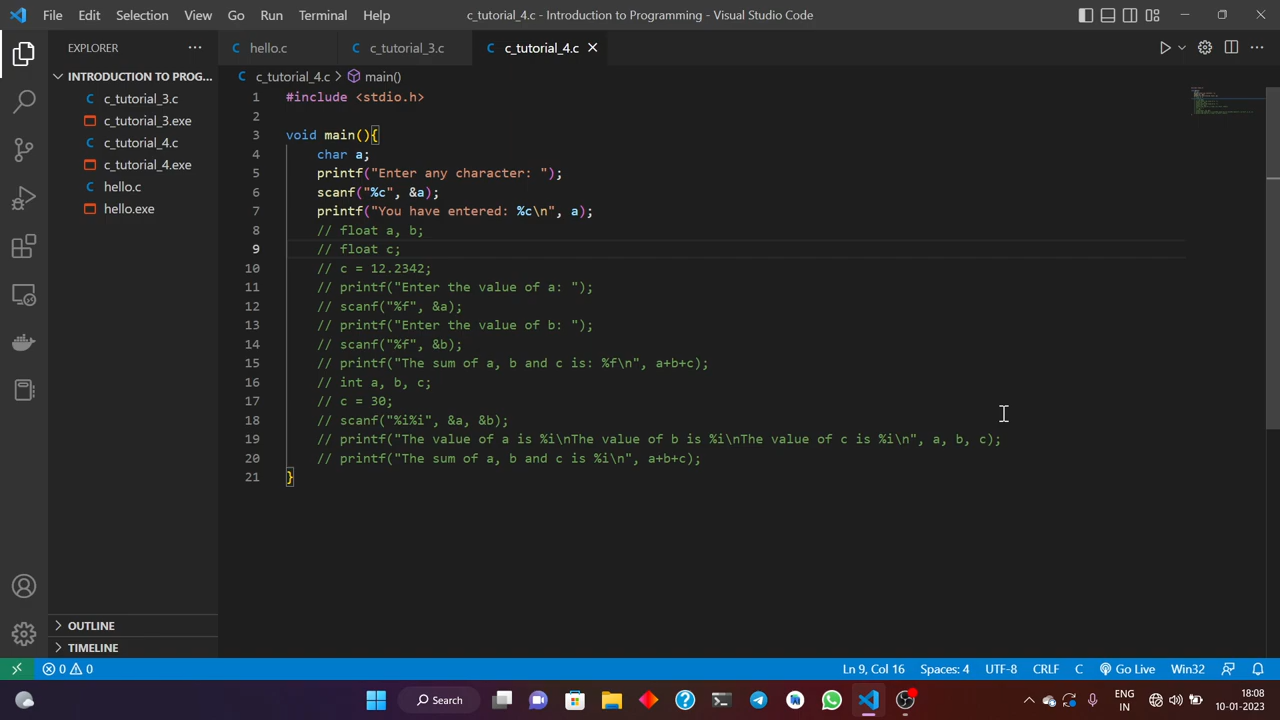 File Edit Selection View Go Run Terminal Help c_tutorial_4.c - Introduction to Programming - Visual Studio Code
EXPLORER
hello.c c_tutorial_3.c c_tutorial_4.c
INTRODUCTION TO PROG...
c_tutorial_3.c
c_tutorial_3.exe
c_tutorial_4.c
c_tutorial_4.exe
hello.c
hello.exe
OUTLINE
TIMELINE
c_tutorial_4.c > main()
1 #include <stdio.h>
2
3 void main(){
4 char a;
5 printf("Enter any character: ");
6 scanf("%c", &a);
7 printf("You have entered: %c\n", a);
8 // float a, b;
9 // float c;
10 // c = 12.2342;
11 // printf("Enter the value of a: ");
12 // scanf("%f", &a);
13 // printf("Enter the value of b: ");
14 // scanf("%f", &b);
15 // printf("The sum of a, b and c is: %f\n", a+b+c);
16 // int a, b, c;
17 // c = 30;
18 // scanf("%i%i", &a, &b);
19 // printf("The value of a is %i\nThe value of b is %i\nThe value of c is %i\n", a, b, c);
20 // printf("The sum of a, b and c is %i\n", a+b+c);
21 }
0 0 Ln 9, Col 16 Spaces: 4 UTF-8 CRLF C Go Live Win32
Search
ENG
IN
18:08
10-01-2023